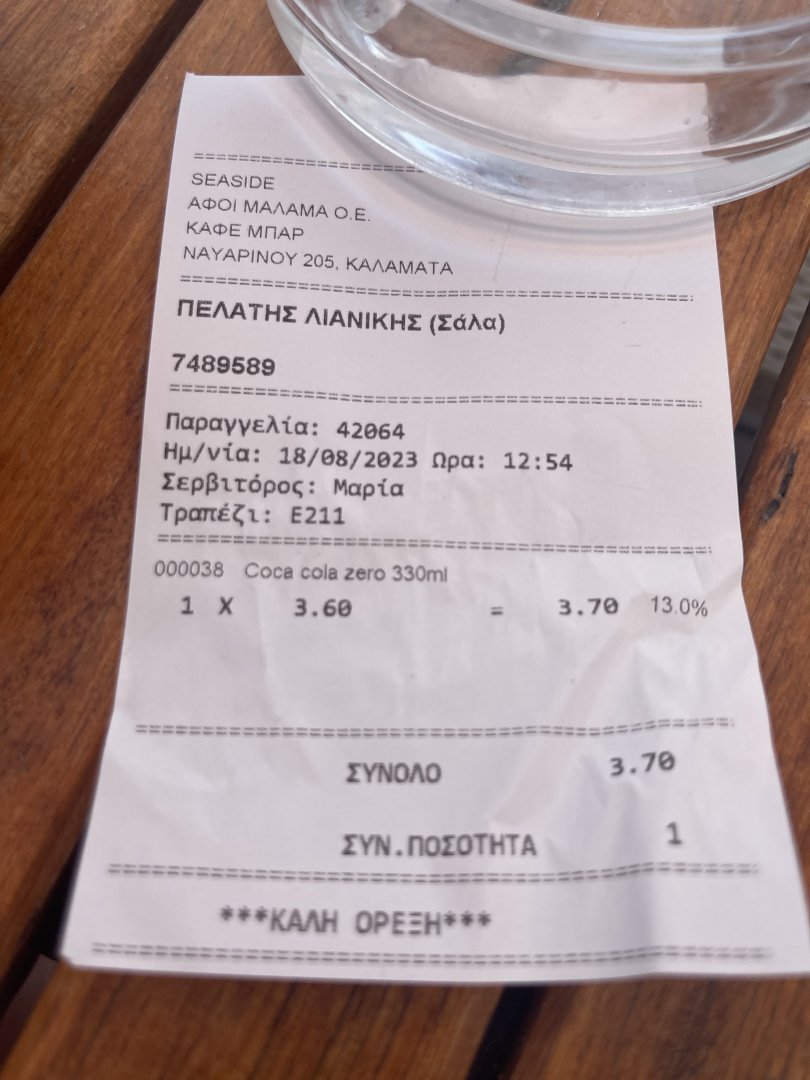 SEASIDE
ΑΦΟΙ ΜΑΛΑΜΑ Ο.Ε.
ΚΑΦΕ ΜΠΑΡ
ΝΑΥΑΡΙΝΟΥ 205, ΚΑΛΑΜΑΤΑ
ΠΕΛΑΤΗΣ ΛΙΑΝΙΚΗΣ (Σάλα)
7489589
Παραγγελία: 42064
Ημ/νία: 18/08/2023 Ωρα: 12:54
Σερβιτόρος: Μαρία
Τραπέζι: Ε211
000038 Coca cola zero 330ml
1 X 3.60 = 3.70 13.0%
ΣΥΝΟΛΟ 3.70
ΣΥΝ.ΠΟΣΟΤΗΤΑ 1
***ΚΑΛΗ ΟΡΕΞΗ***